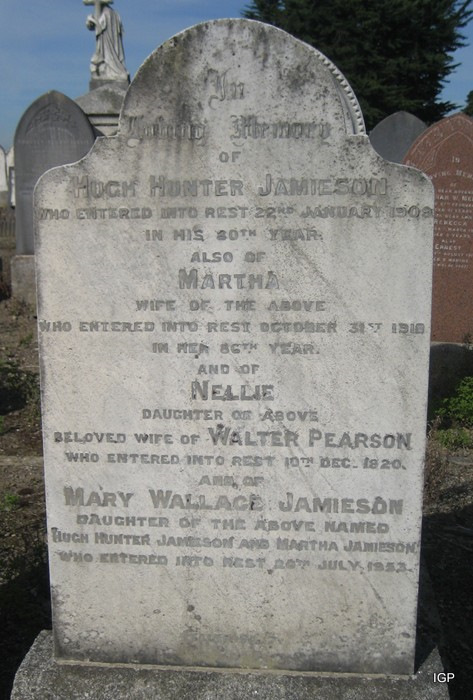 In
Loving Memory
OF
HUGH HUNTER JAMIESON
WHO ENTERED INTO REST 22ND JANUARY 1908
IN HIS 80TH YEAR.
ALSO OF
MARTHA
WIFE OF THE ABOVE
WHO ENTERED INTO REST OCTOBER 31ST 1918
IN HER 86TH YEAR.
AND OF
NELLIE
DAUGHTER OF ABOVE
BELOVED WIFE OF WALTER PEARSON
WHO ENTERED INTO REST 10TH DEC. 1920.
AND OF
MARY WALLACE JAMIESON
DAUGHTER OF THE ABOVE NAMED
HUGH HUNTER JAMIESON AND MARTHA JAMIESON
WHO ENTERED INTO REST JULY, 1953.
IGP